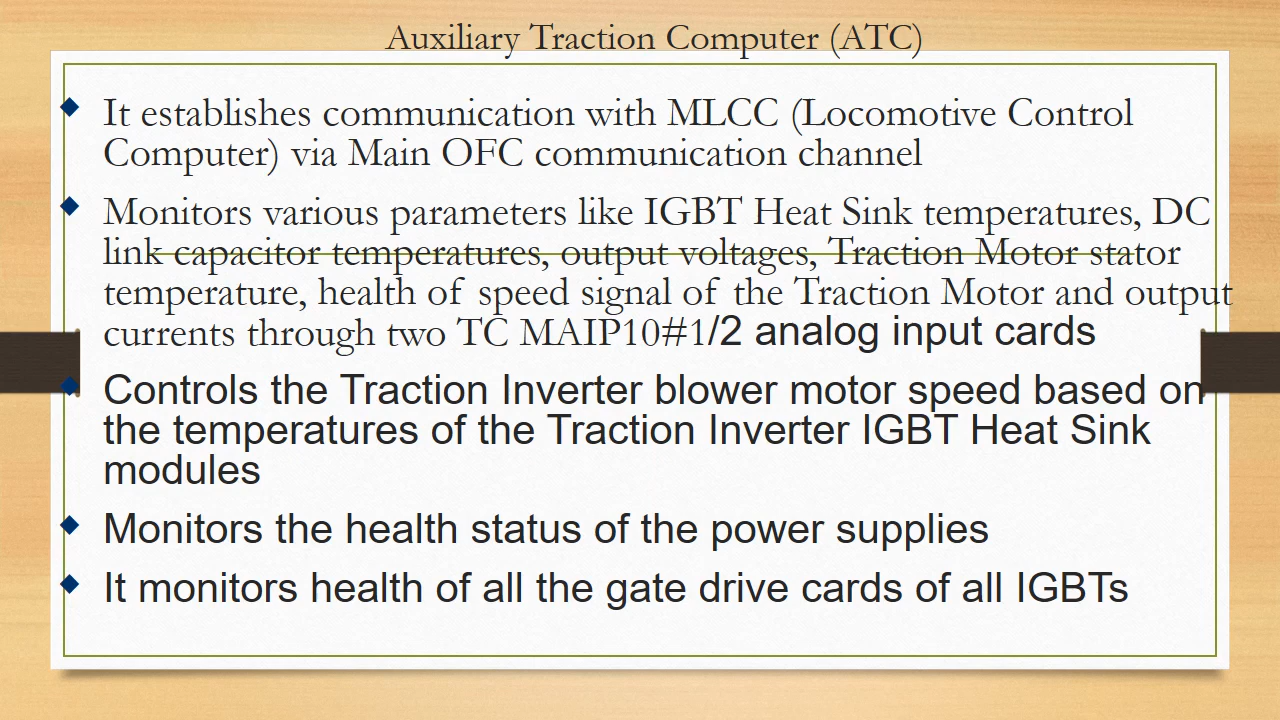 Auxiliary Traction Computer (ATC)
It establishes communication with MLCC (Locomotive Control
Computer) via Main OFC communication channel
Monitors various parameters like IGBT Heat Sink temperatures, DC
link capacitor temperatures, output voltages, Traction Motor stator
temperature, health of speed signal of the Traction Motor and output
currents through two TC MAIP10#1/2 analog input cards
Controls the Traction Inverter blower motor speed based on
the temperatures of the Traction Inverter IGBT Heat Sink
modules
Monitors the health status of the power supplies
It monitors health of all the gate drive cards of all IGBTs